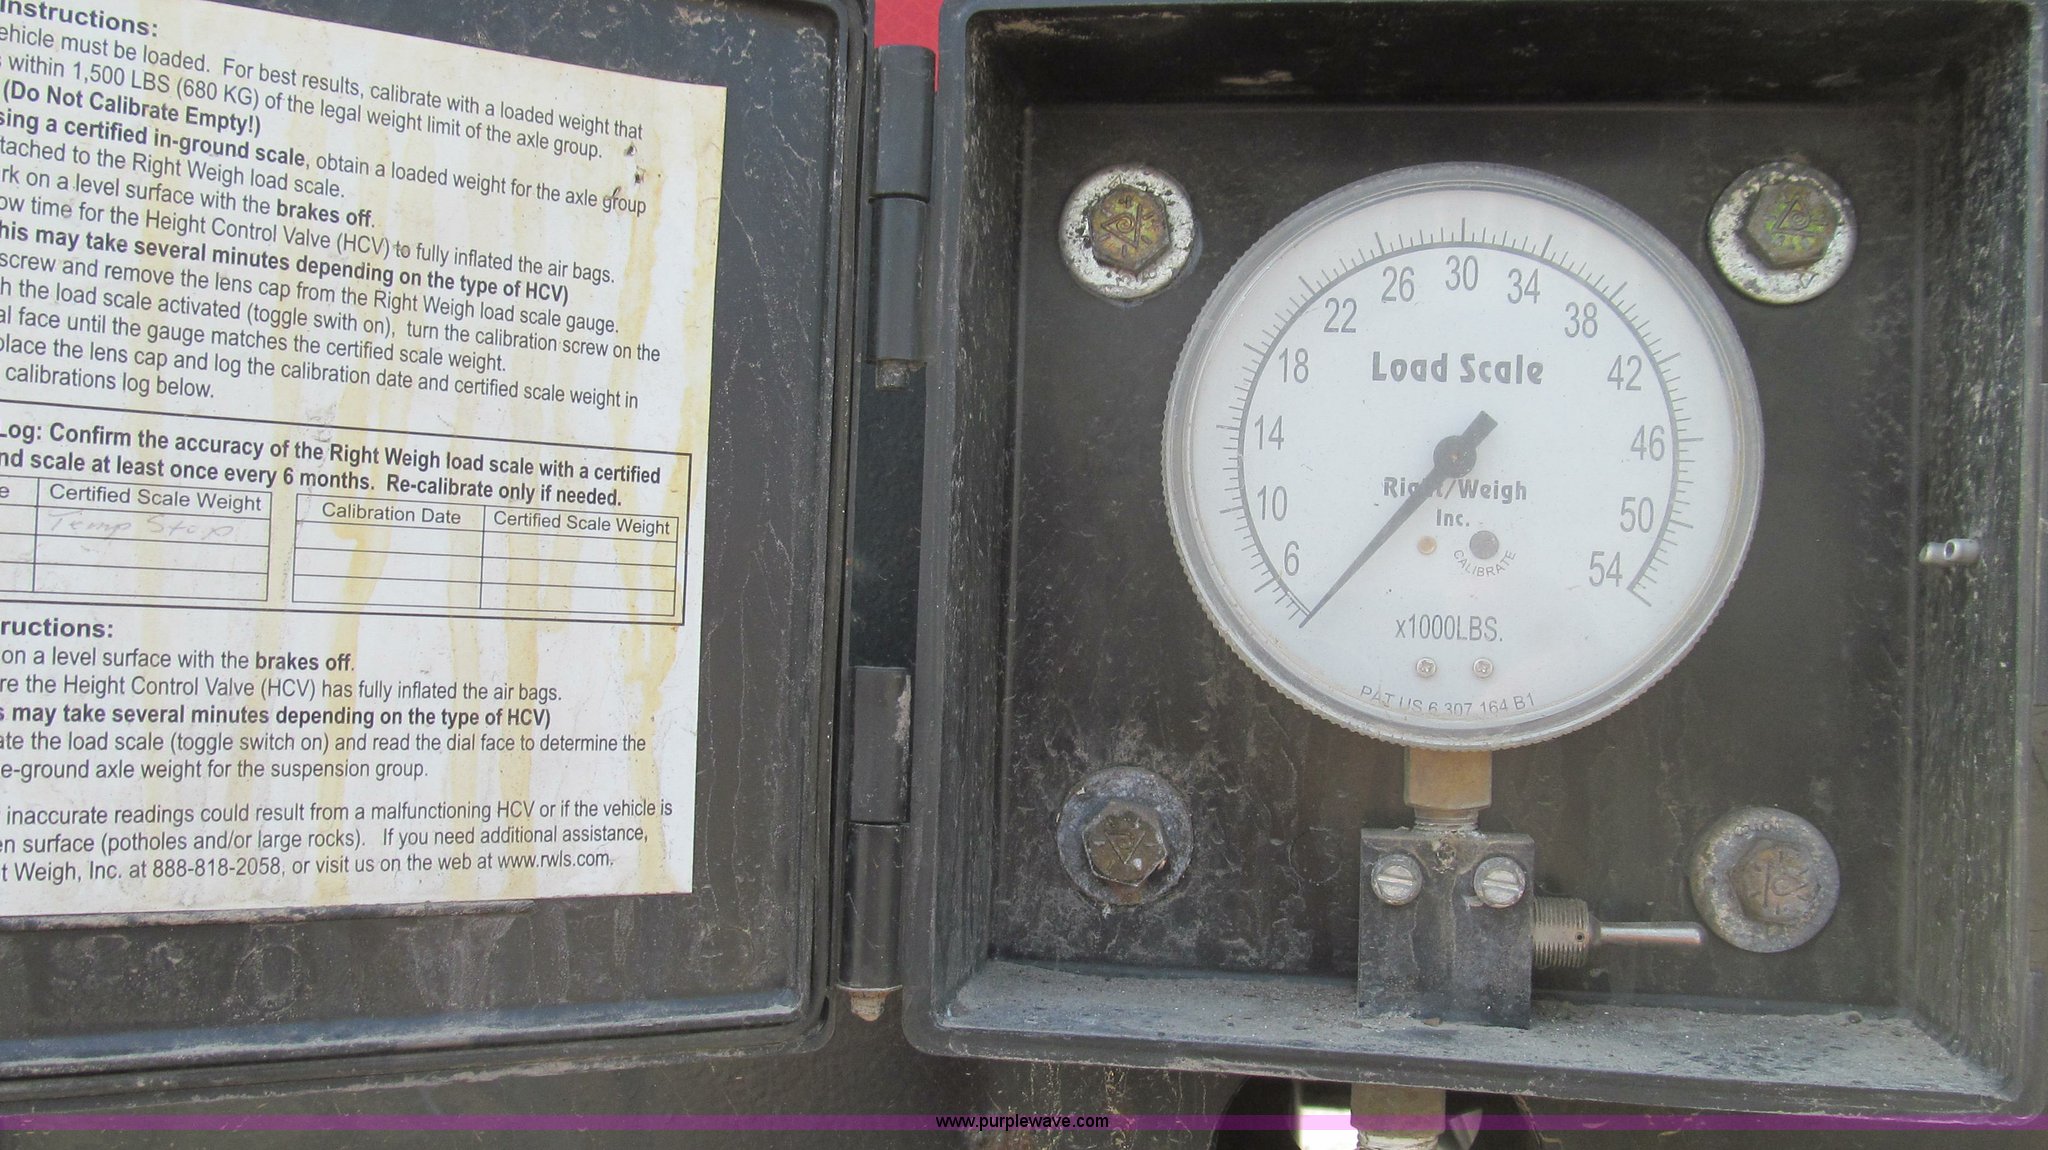 nstructions:
ehicle must be loaded. For best results, calibrate with a loaded weight that
s within 1,500 LBS (680 KG) of the legal weight limit of the axle group.
(Do Not Calibrate Empty!)
sing a certified in-ground scale, obtain a loaded weight for the axle group
tached to the Right Weigh load scale.
rk on a level surface with the brakes off.
ow time for the Height Control Valve (HCV) to fully inflated the air bags.
his may take several minutes depending on the type of HCV)
screw and remove the lens cap from the Right Weigh load scale gauge.
h the load scale activated (toggle swith on), turn the calibration screw on the
al face until the gauge matches the certified scale weight.
place the lens cap and log the calibration date and certified scale weight in
calibrations log below.
Log: Confirm the accuracy of the Right Weigh load scale with a certified
nd scale at least once every 6 months. Re-calibrate only if needed.
e Certified Scale Weight Calibration Date Certified Scale Weight
Temp Stop
ructions:
on a level surface with the brakes off.
re the Height Control Valve (HCV) has fully inflated the air bags.
s may take several minutes depending on the type of HCV)
ate the load scale (toggle switch on) and read the dial face to determine the
e-ground axle weight for the suspension group.
inaccurate readings could result from a malfunctioning HCV or if the vehicle is
en surface (potholes and/or large rocks). If you need additional assistance,
t Weigh, Inc. at 888-818-2058, or visit us on the web at www.rwls.com.
6 10 14 18 22 26 30 34 38 42 46 50 54
Load Scale
Right Weigh
Inc.
CALIBRATE
x1000LBS.
PAT US 6,307,164 B1
www.purplewave.com